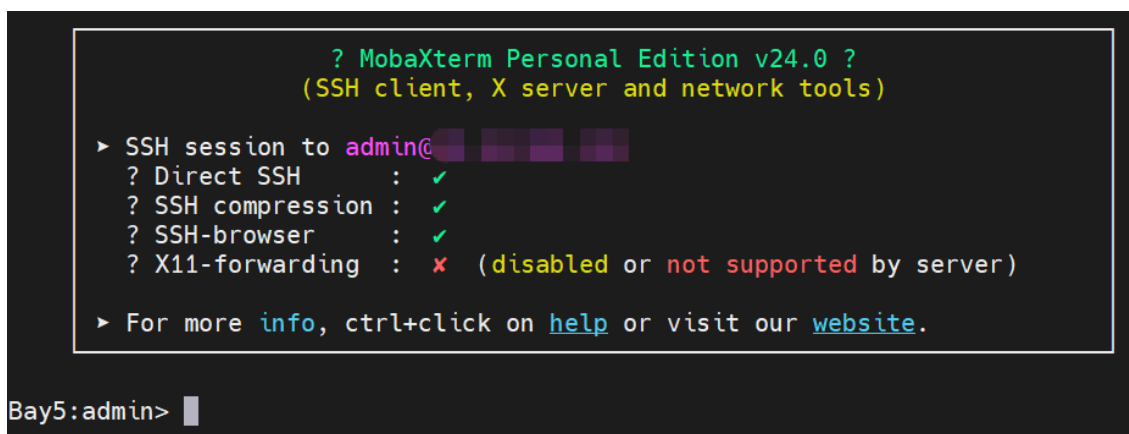 ? MobaXterm Personal Edition v24.0 ?
(SSH client, X server and network tools)
➤ SSH session to admin@
? Direct SSH : ✔
? SSH compression : ✔
? SSH-browser : ✔
? X11-forwarding : ✘ (disabled or not supported by server)
➤ For more info, ctrl+click on help or visit our website.
Bay5:admin>